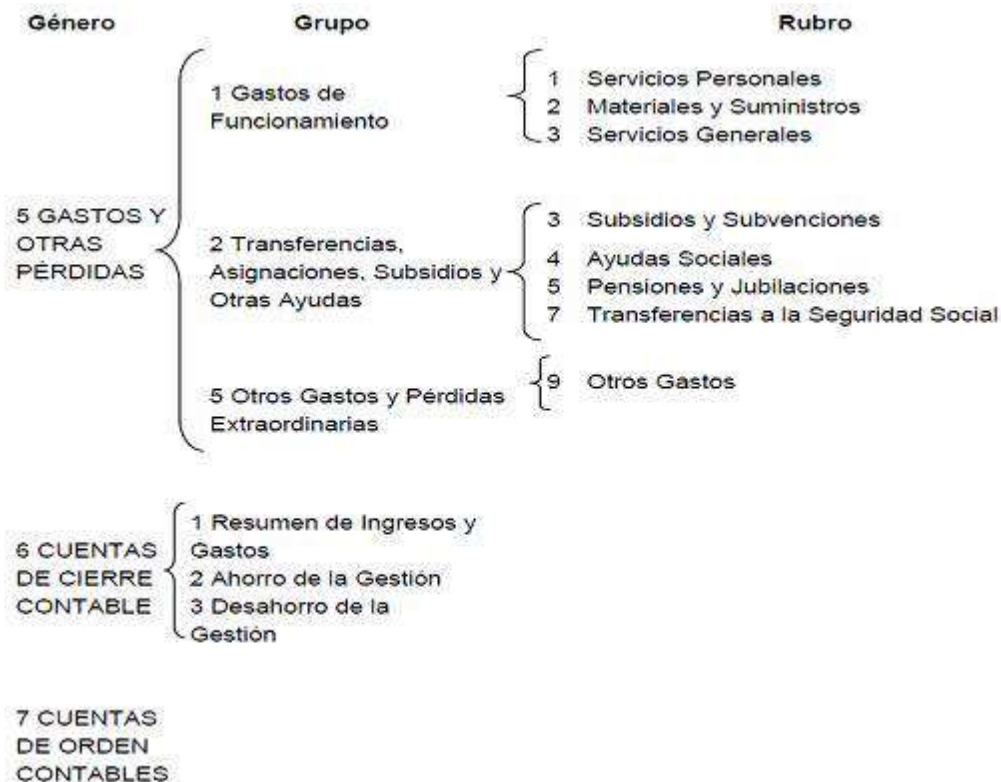 Género Grupo Rubro
1 Gastos de
Funcionamiento
1 Servicios Personales
2 Materiales y Suministros
3 Servicios Generales
5 GASTOS Y
OTRAS
PÉRDIDAS
2 Transferencias,
Asignaciones, Subsidios y
Otras Ayudas
3 Subsidios y Subvenciones
4 Ayudas Sociales
5 Pensiones y Jubilaciones
7 Transferencias a la Seguridad Social
5 Otros Gastos y Pérdidas
Extraordinarias
9 Otros Gastos
6 CUENTAS
DE CIERRE
CONTABLE
1 Resumen de Ingresos y
Gastos
2 Ahorro de la Gestión
3 Desahorro de la
Gestión
7 CUENTAS
DE ORDEN
CONTABLES